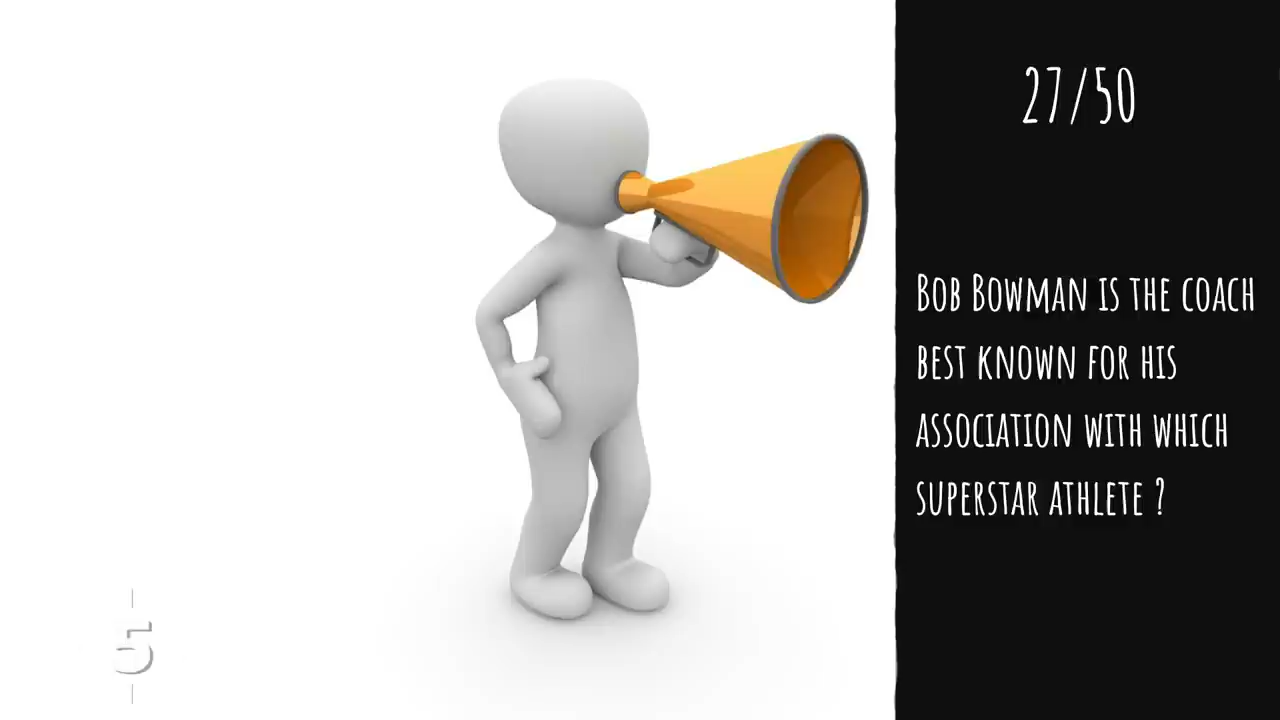 27/50
Bob Bowman is the coach
best known for his
association with which
superstar athlete ?
5